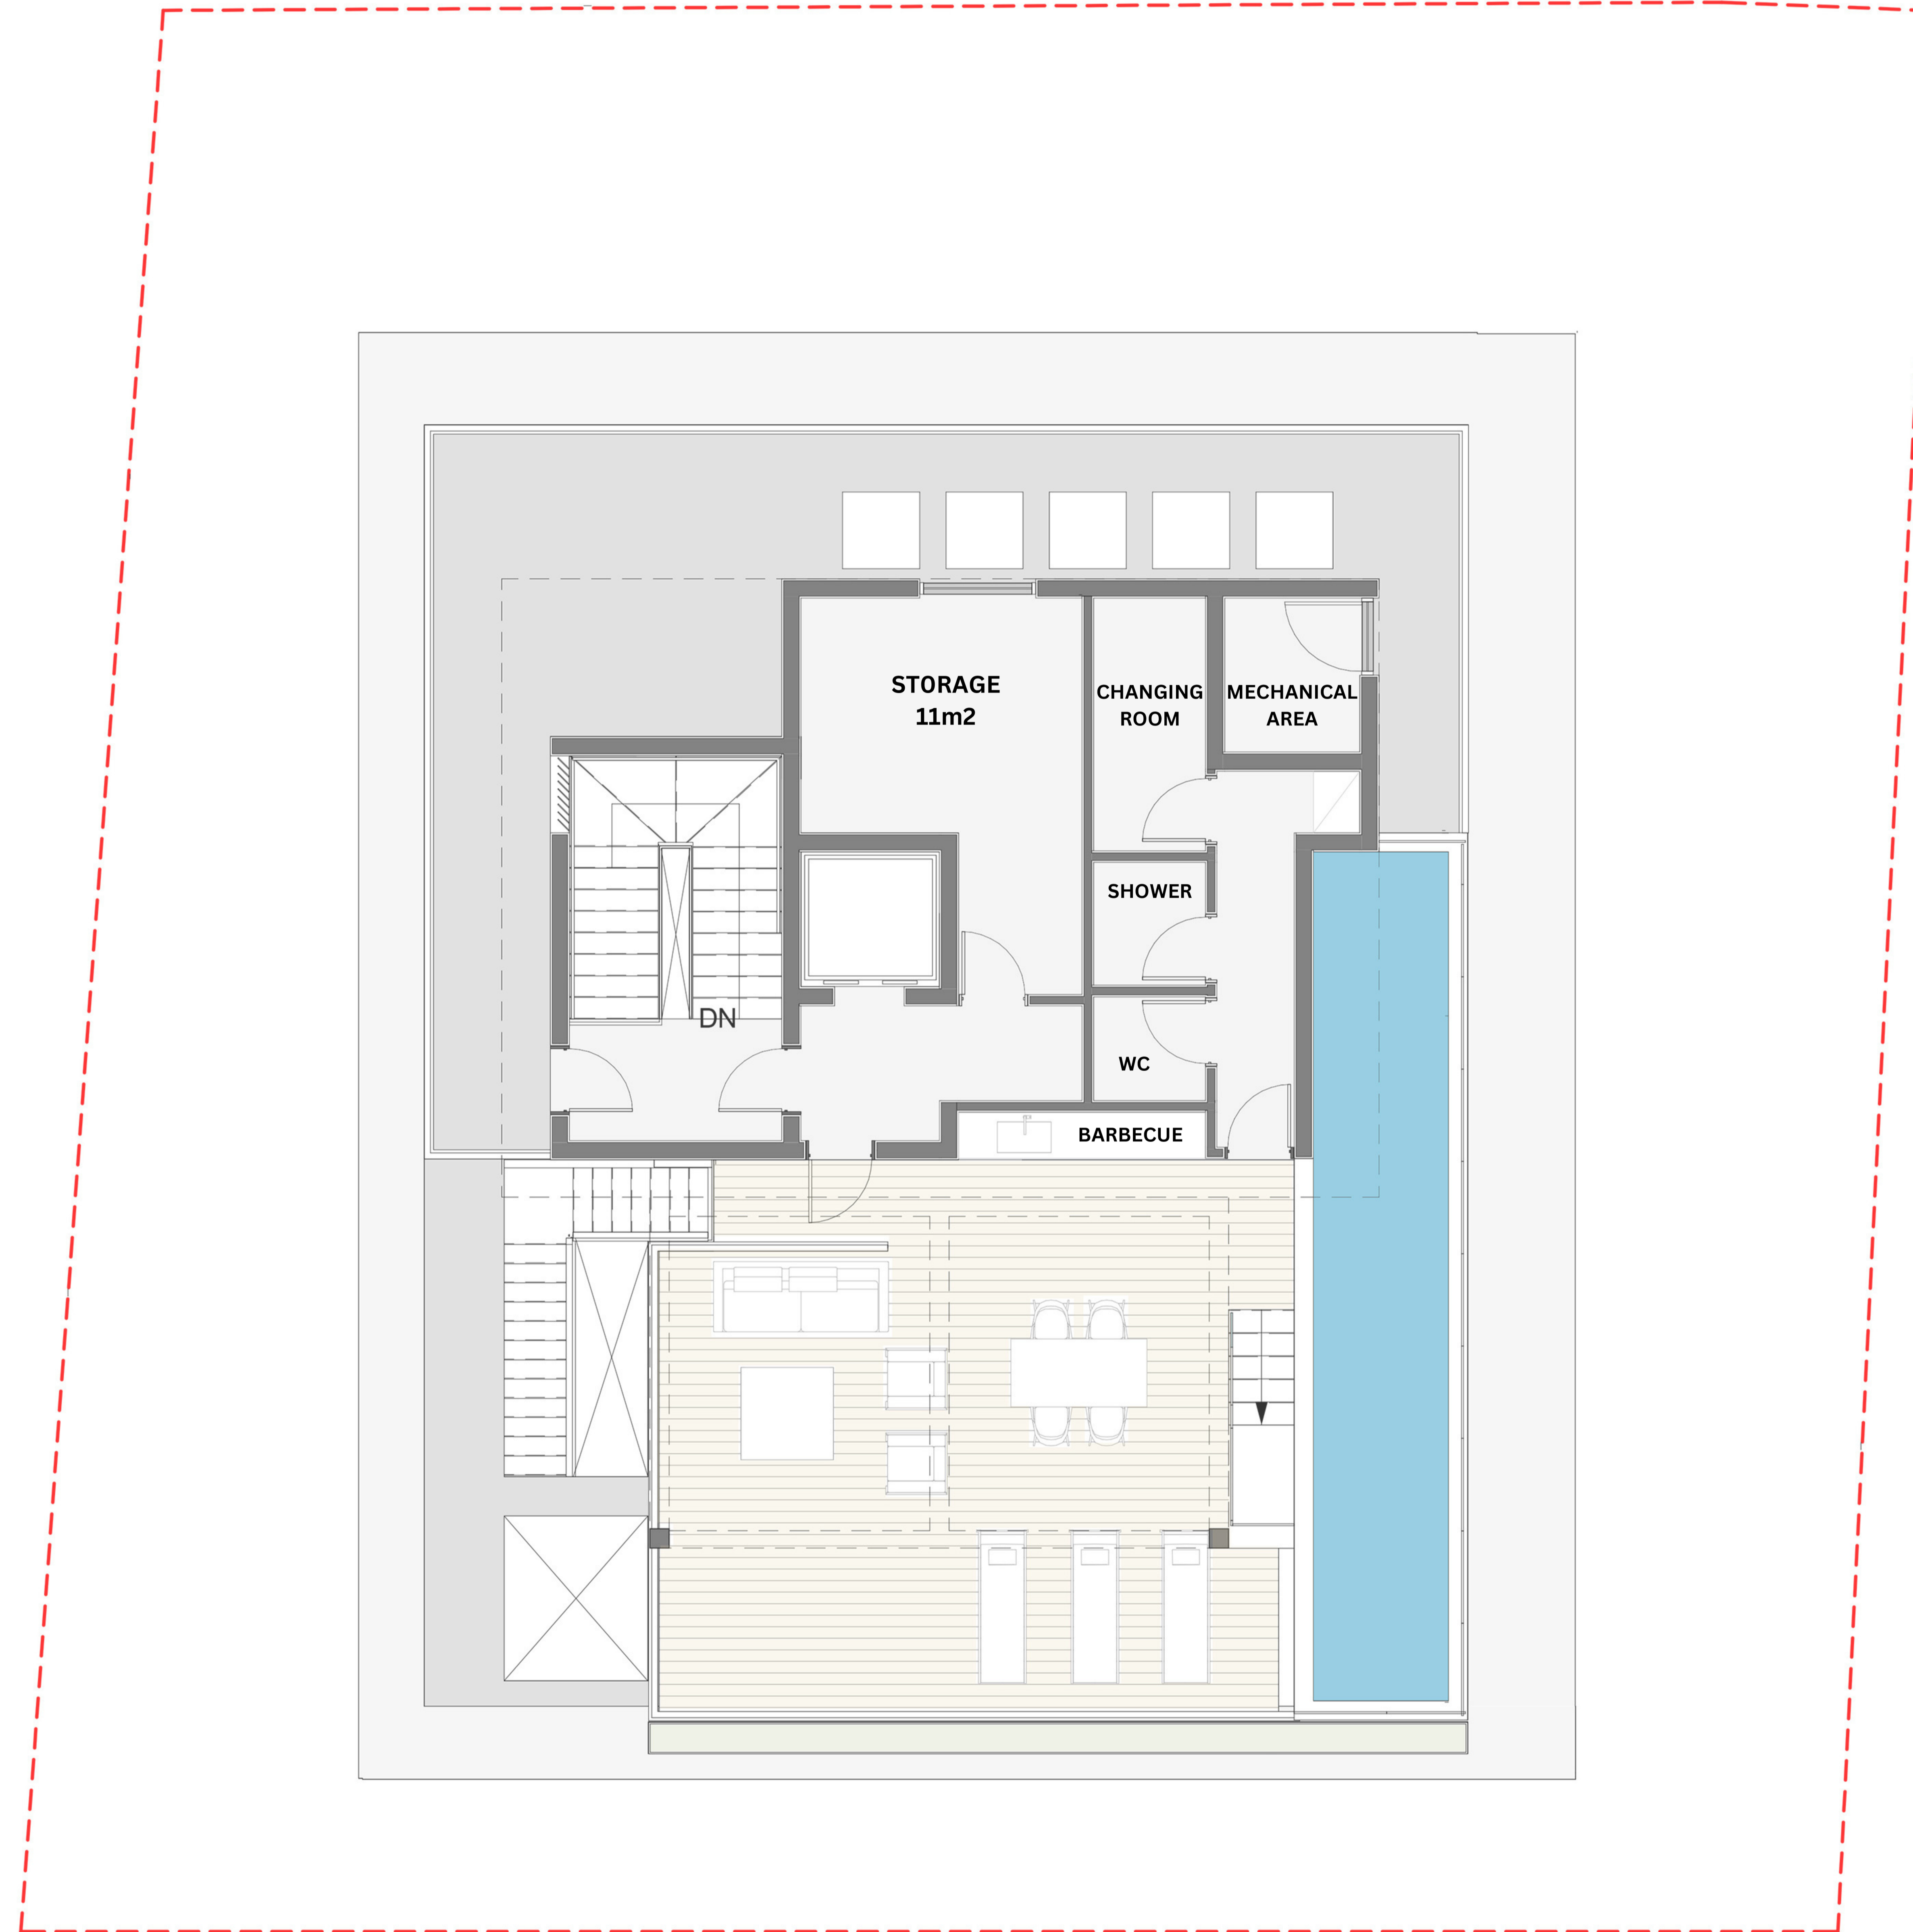 STORAGE
11m2
CHANGING
ROOM
MECHANICAL
AREA
SHOWER
DN
WC
BARBECUE